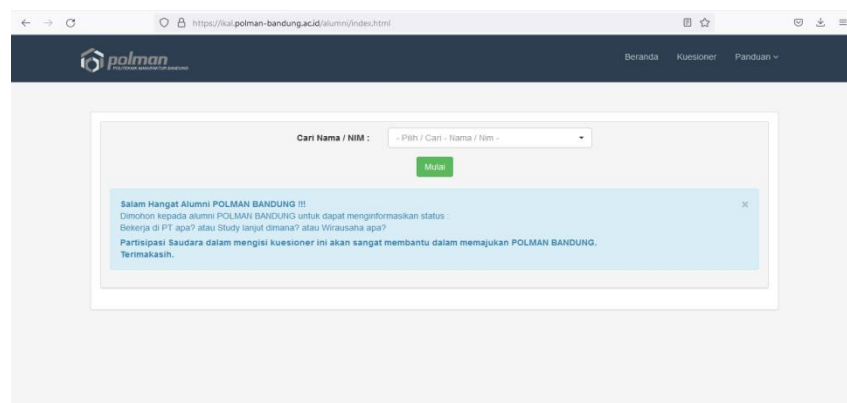 https://ikal.polman-bandung.ac.id/alumni/index.html
polman
POLITEKNIK MANUFAKTUR BANDUNG
Beranda Kuesioner Panduan
Cari Nama / NIM : - Pilih / Cari - Nama / Nim -
Mulai
Salam Hangat Alumni POLMAN BANDUNG !!!
Dimohon kepada alumni POLMAN BANDUNG untuk dapat menginformasikan status :
Bekerja di PT apa? atau Study lanjut dimana? atau Wirausaha apa?
Partisipasi Saudara dalam mengisi kuesioner ini akan sangat membantu dalam memajukan POLMAN BANDUNG.
Terimakasih.